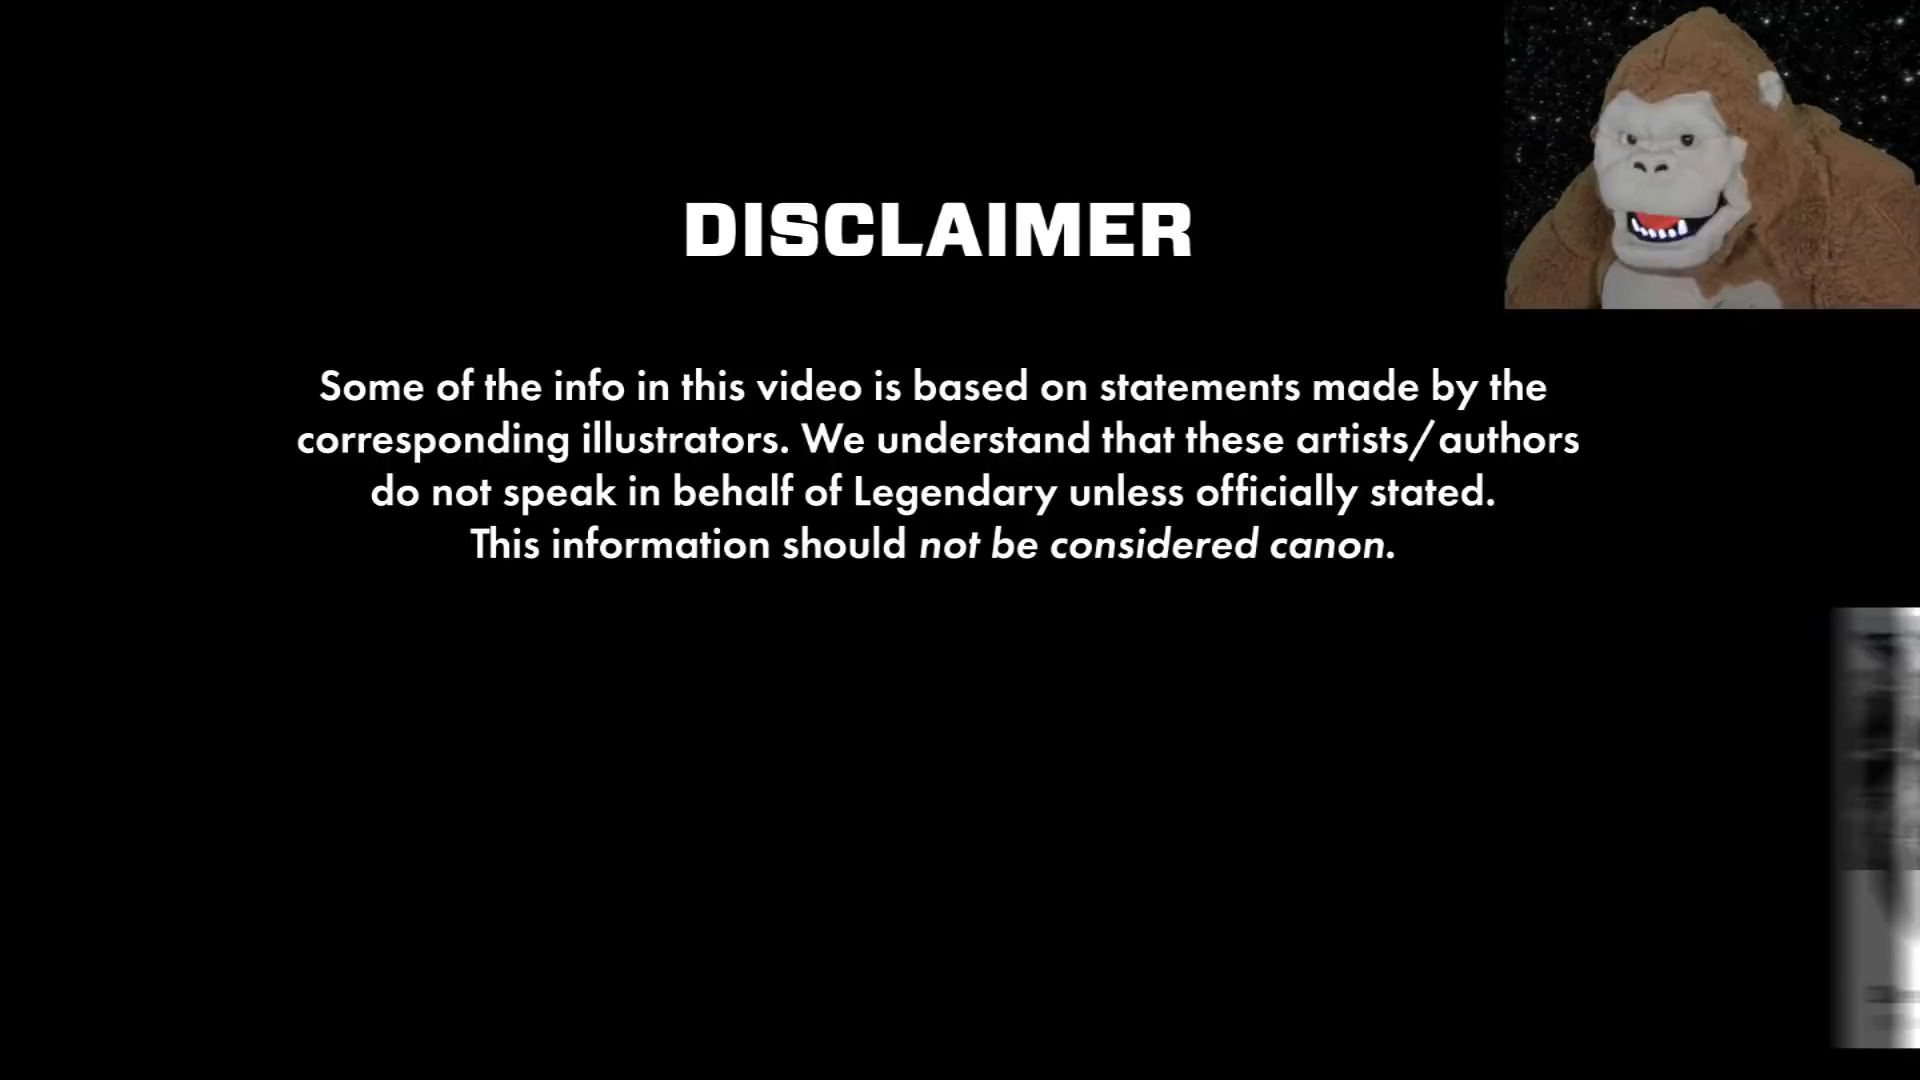 DISCLAIMER
Some of the info in this video is based on statements made by the
corresponding illustrators. We understand that these artists/authors
do not speak in behalf of Legendary unless officially stated.
This information should not be considered canon.